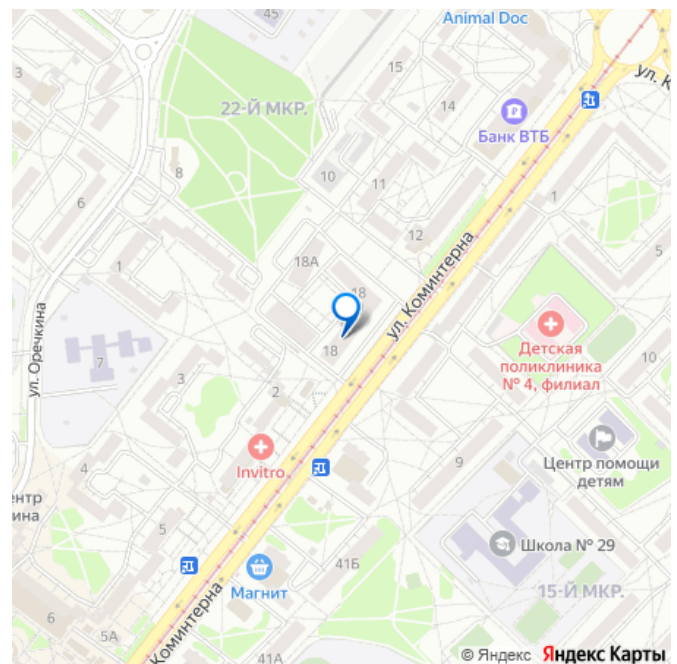 45
Animal Doc
3
15
ул. К
14
22-Й МКР.
Банк ВТБ
8
10
11
6
1
12
5
18А
1
ул. Коминтерна
18
18
ул. Оречкина
7
Детская
поликлиника
№ 4, филиал
10
3
2
Invitro
9
Центр помощи
детям
4
ентр
ина
5
Школа № 29
41Б
Магнит
15-Й МКР.
6
5А
Коминтерна
41А
© Яндекс Яндекс Карты